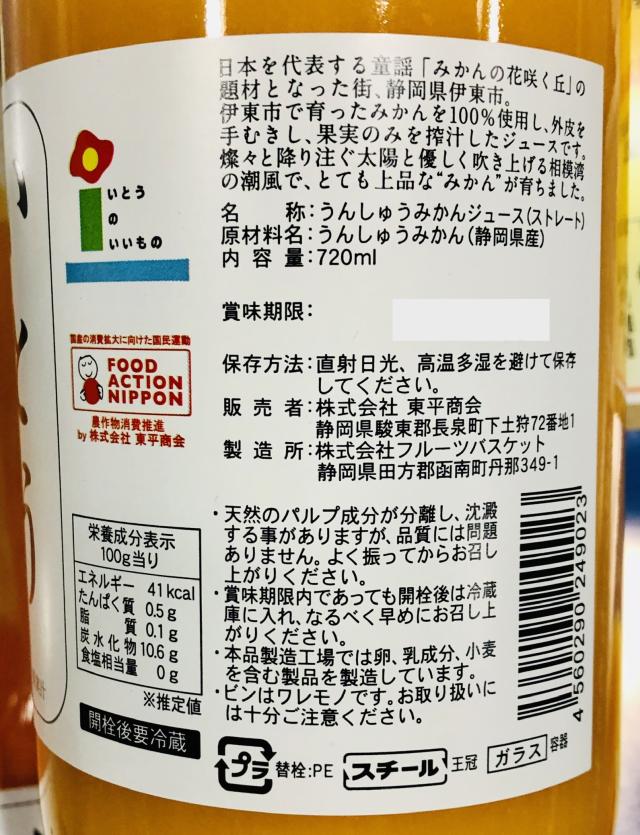 日本を代表する童謡「みかんの花咲く丘」の
題材となった街、静岡県伊東市。
伊東市で育ったみかんを100%使用し、外皮を
手むきし、果実のみを搾汁したジュースです。
燦々と降り注ぐ太陽と優しく吹き上げる相模湾
の潮風で、とても上品な“みかん”が育ちました。
名 称:うんしゅうみかんジュース(ストレート)
原材料名:うんしゅうみかん(静岡県産)
内容量:720ml
賞味期限:
保存方法:直射日光、高温多湿を避けて保存
してください。
販売者:株式会社 東平商会
静岡県駿東郡長泉町下土狩72番地1
製造所:株式会社フルーツバスケット
静岡県田方郡函南町丹那349-1
・天然のパルプ成分が分離し、沈澱
する事がありますが、品質には問題
ありません。よく振ってからお召し
上がりください。
・賞味期限内であっても開栓後は冷蔵
庫に入れ、なるべく早めにお召し上
がりください。
・本品製造工場では卵、乳成分、小麦
を含む製品を製造しています。
・ビンはワレモノです。お取り扱いに
は十分ご注意ください。
4 560290 249023
いとう
の
いいもの
国産の消費拡大に向けた国民運動
FOOD
ACTION
NIPPON
農作物消費推進
by 株式会社 東平商会
栄養成分表示
100g当り
エネルギー 41kcal
たんぱく質 0.5g
脂質 0.1g
炭水化物 10.6g
食塩相当量 0g
※推定値
開栓後要冷蔵
プラ 替栓:PE スチール 王冠 ガラス 容器